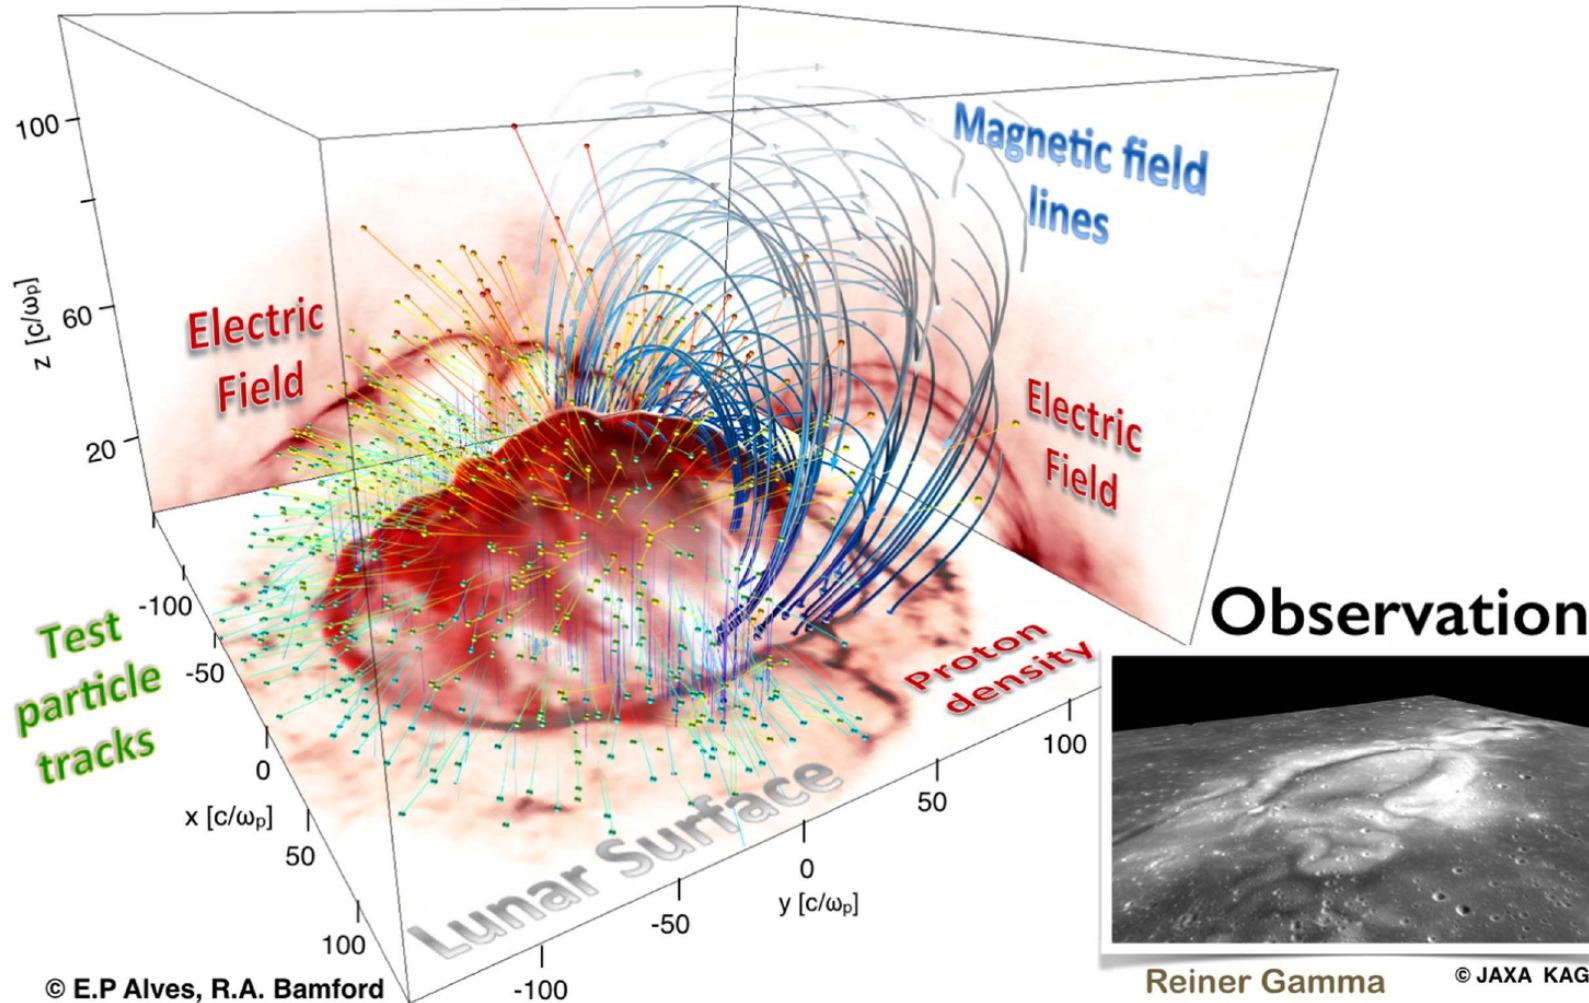 100
60
20
z [c/ωp]
Magnetic field
lines
Electric
Field
Electric
Field
Test
particle
tracks
-100
-50
0
50
100
x [c/ωp]
Proton
density
Lunar Surface
100
50
0
-50
-100
y [c/ωp]
Observation
Reiner Gamma
© JAXA KAG
© E.P Alves, R.A. Bamford